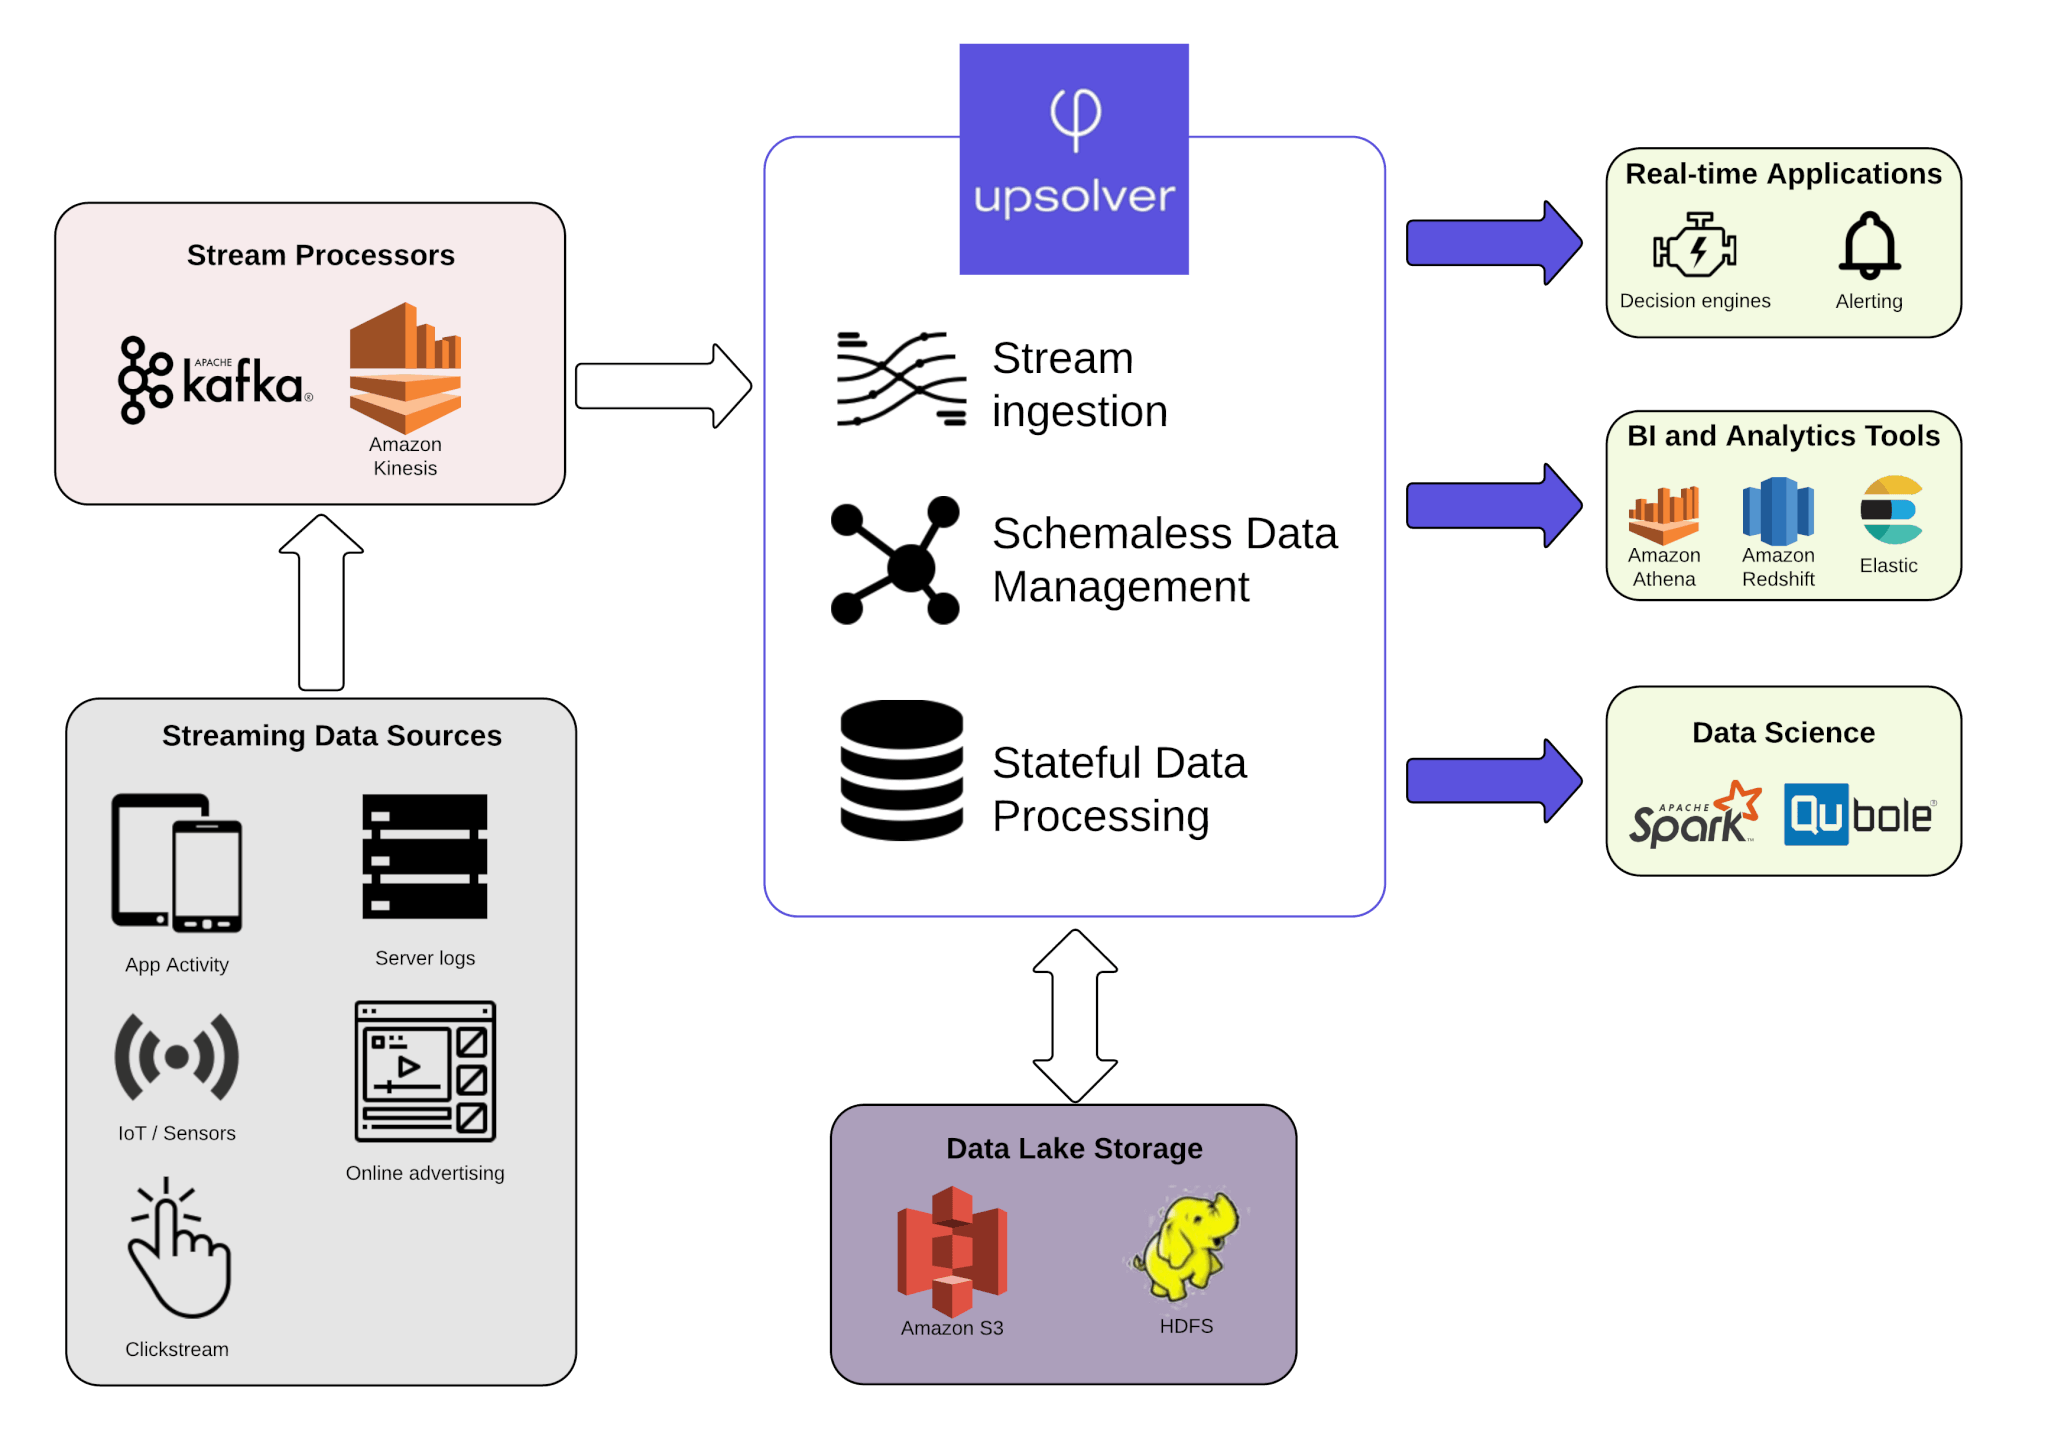 upsolver
Stream Processors
APACHE
kafka®
Amazon
Kinesis
Streaming Data Sources
App Activity
Server logs
IoT / Sensors
Online advertising
Clickstream
Stream
ingestion
Schemaless Data
Management
Stateful Data
Processing
Data Lake Storage
Amazon S3
HDFS
Real-time Applications
Decision engines
Alerting
BI and Analytics Tools
Amazon
Athena
Amazon
Redshift
Elastic
Data Science
APACHE
Spark™
Qubole®